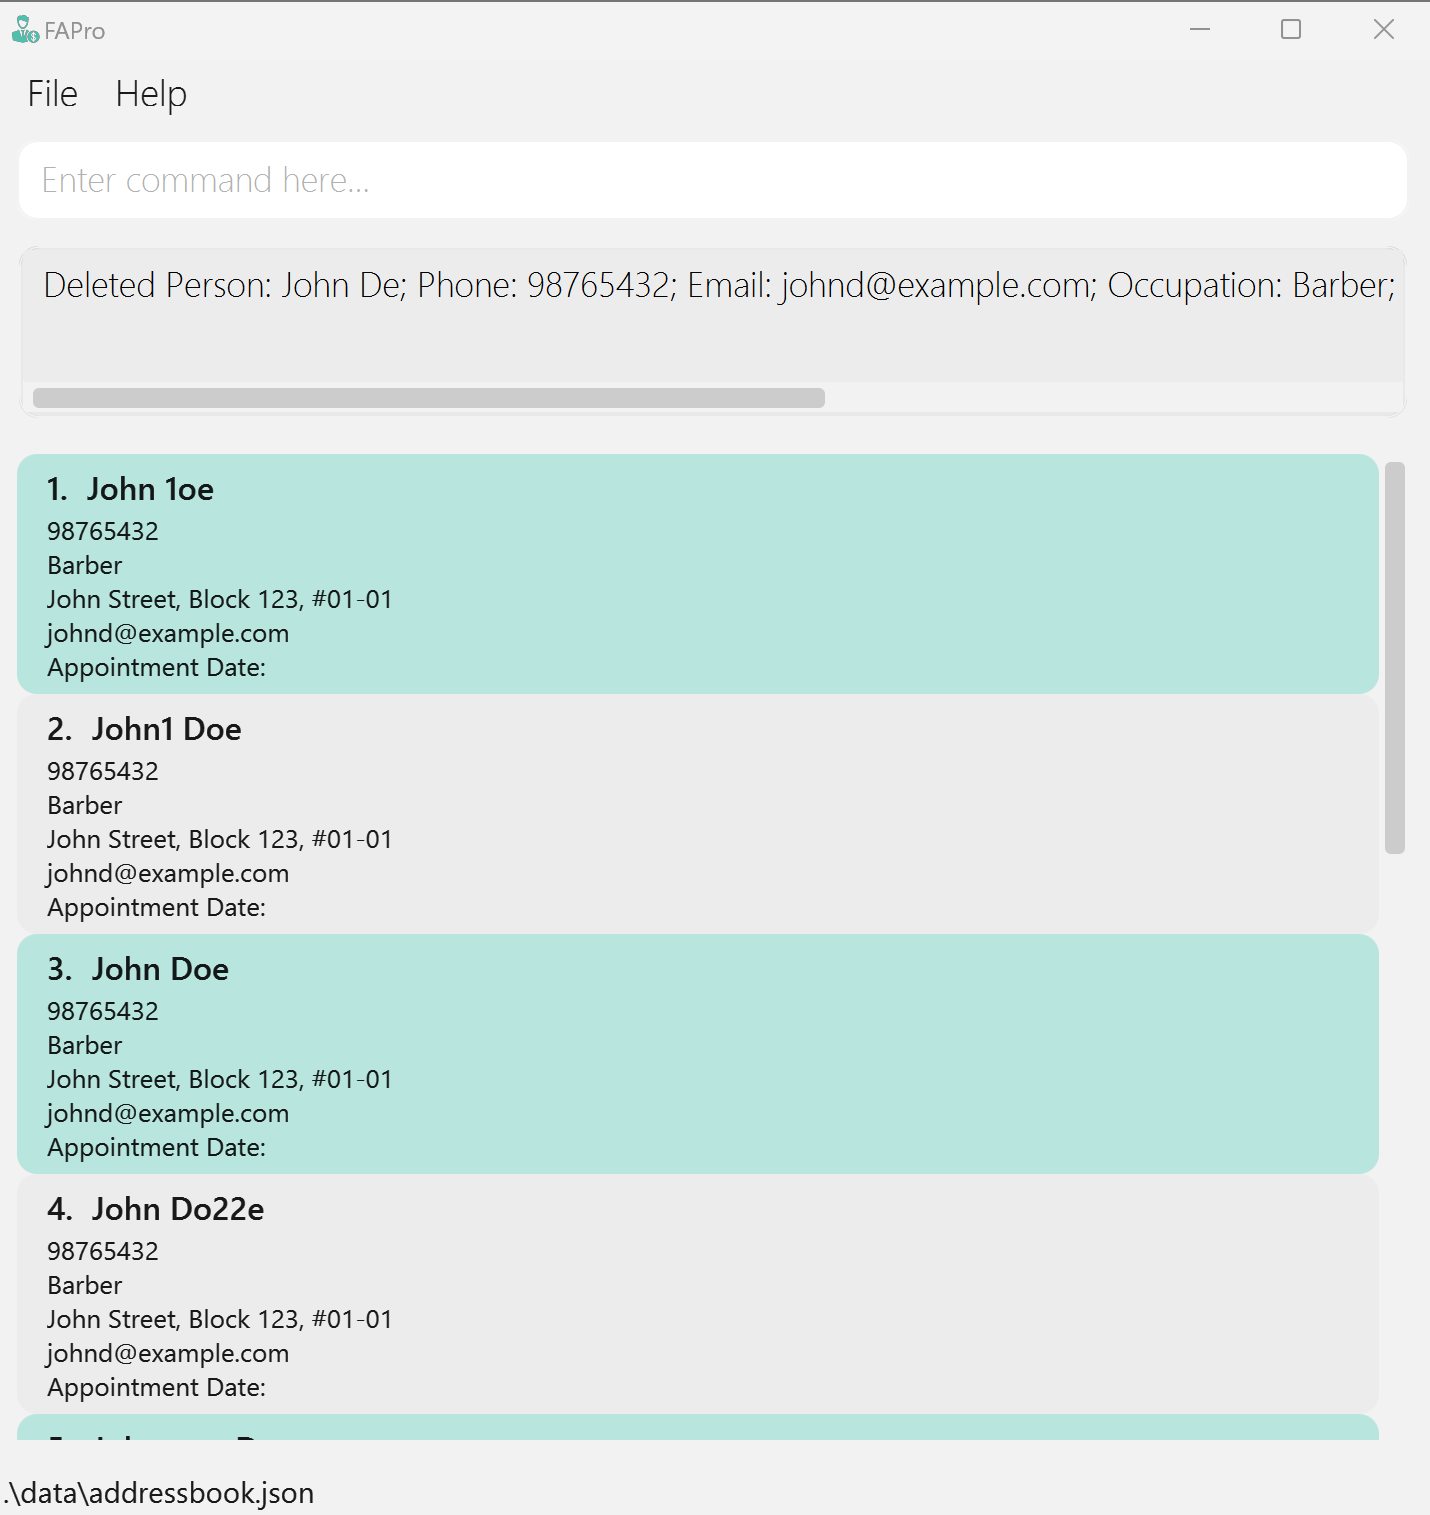 FAPro
File Help
Enter command here...
Deleted Person: John De; Phone: 98765432; Email: johnd@example.com; Occupation: Barber;
1. John 1oe
98765432
Barber
John Street, Block 123, #01-01
johnd@example.com
Appointment Date:
2. John1 Doe
98765432
Barber
John Street, Block 123, #01-01
johnd@example.com
Appointment Date:
3. John Doe
98765432
Barber
John Street, Block 123, #01-01
johnd@example.com
Appointment Date:
4. John Do22e
98765432
Barber
John Street, Block 123, #01-01
johnd@example.com
Appointment Date:
.\data\addressbook.json